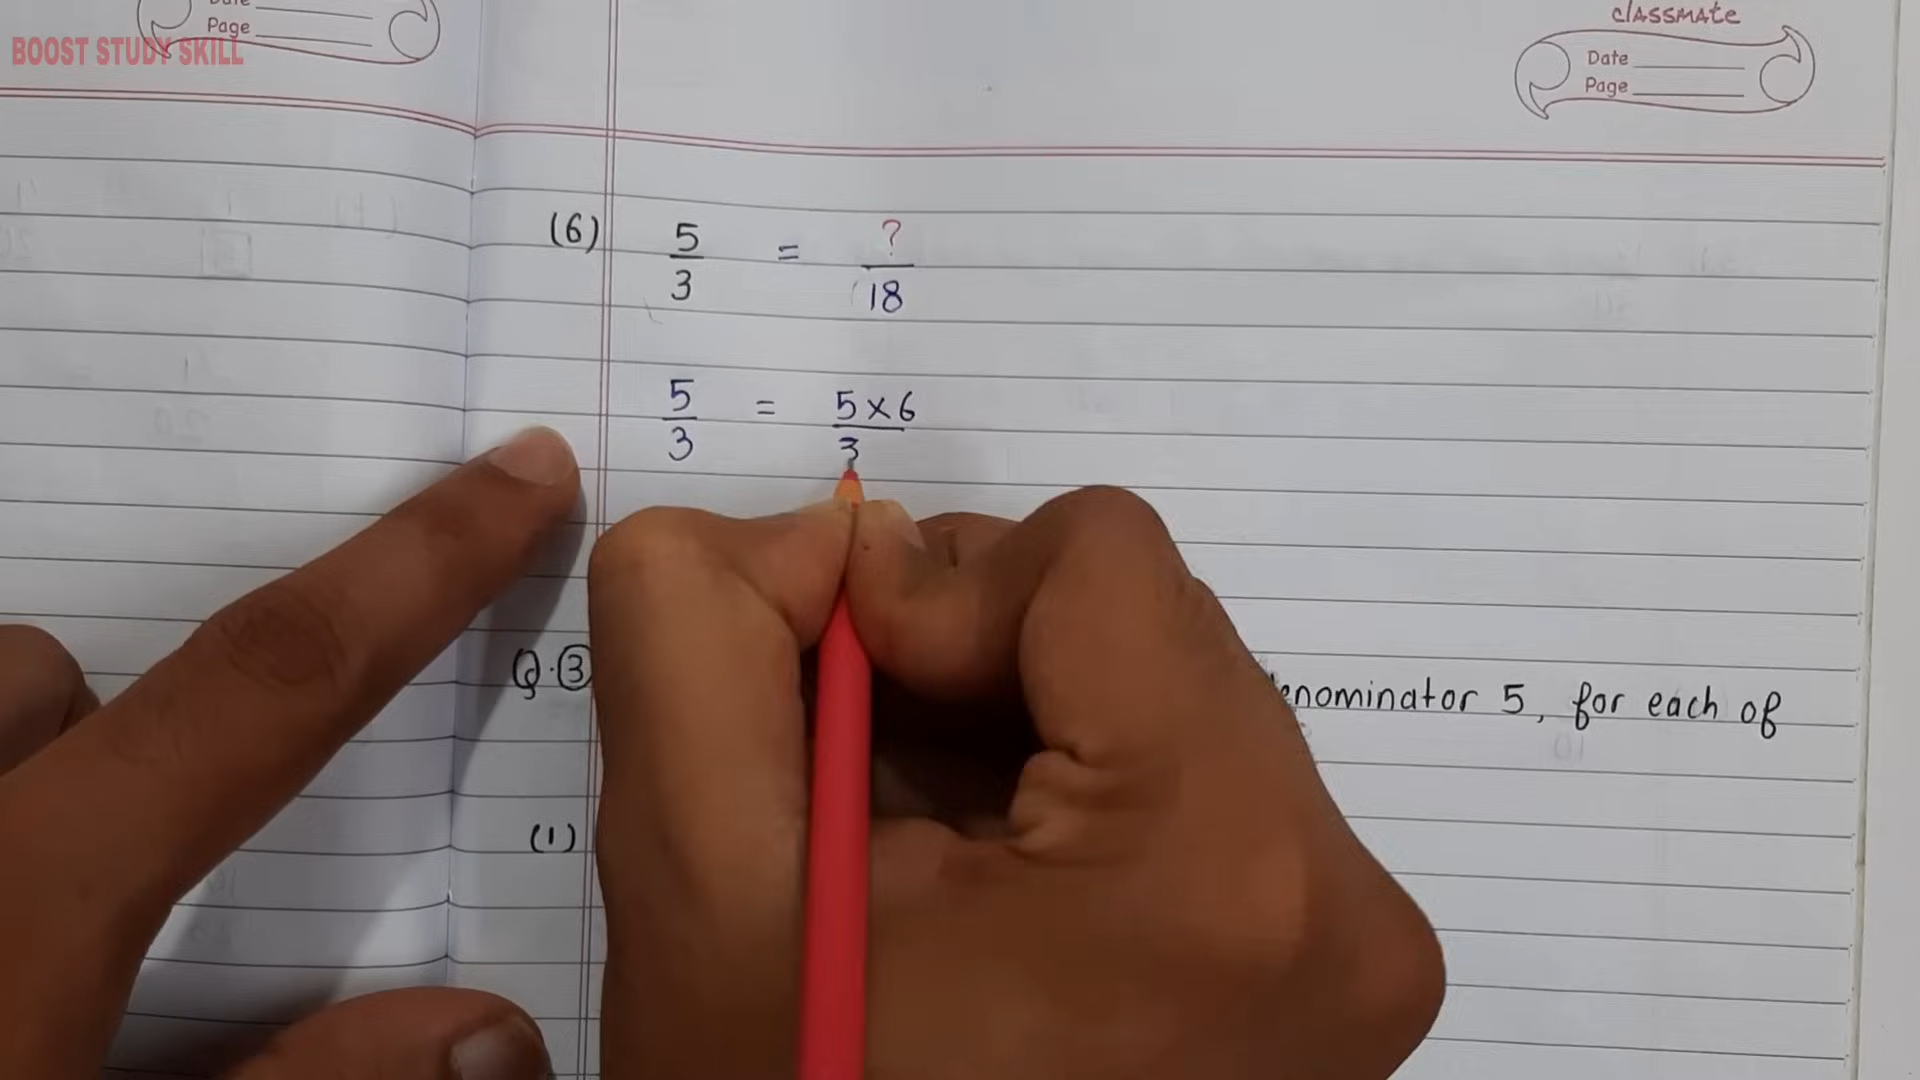 Date
Page
BOOST STUDY SKILL
classmate
Date
Page
(6) 5/3 = ?/18
5/3 = 5×6/3
Q.3 enominator 5, for each of
(1)